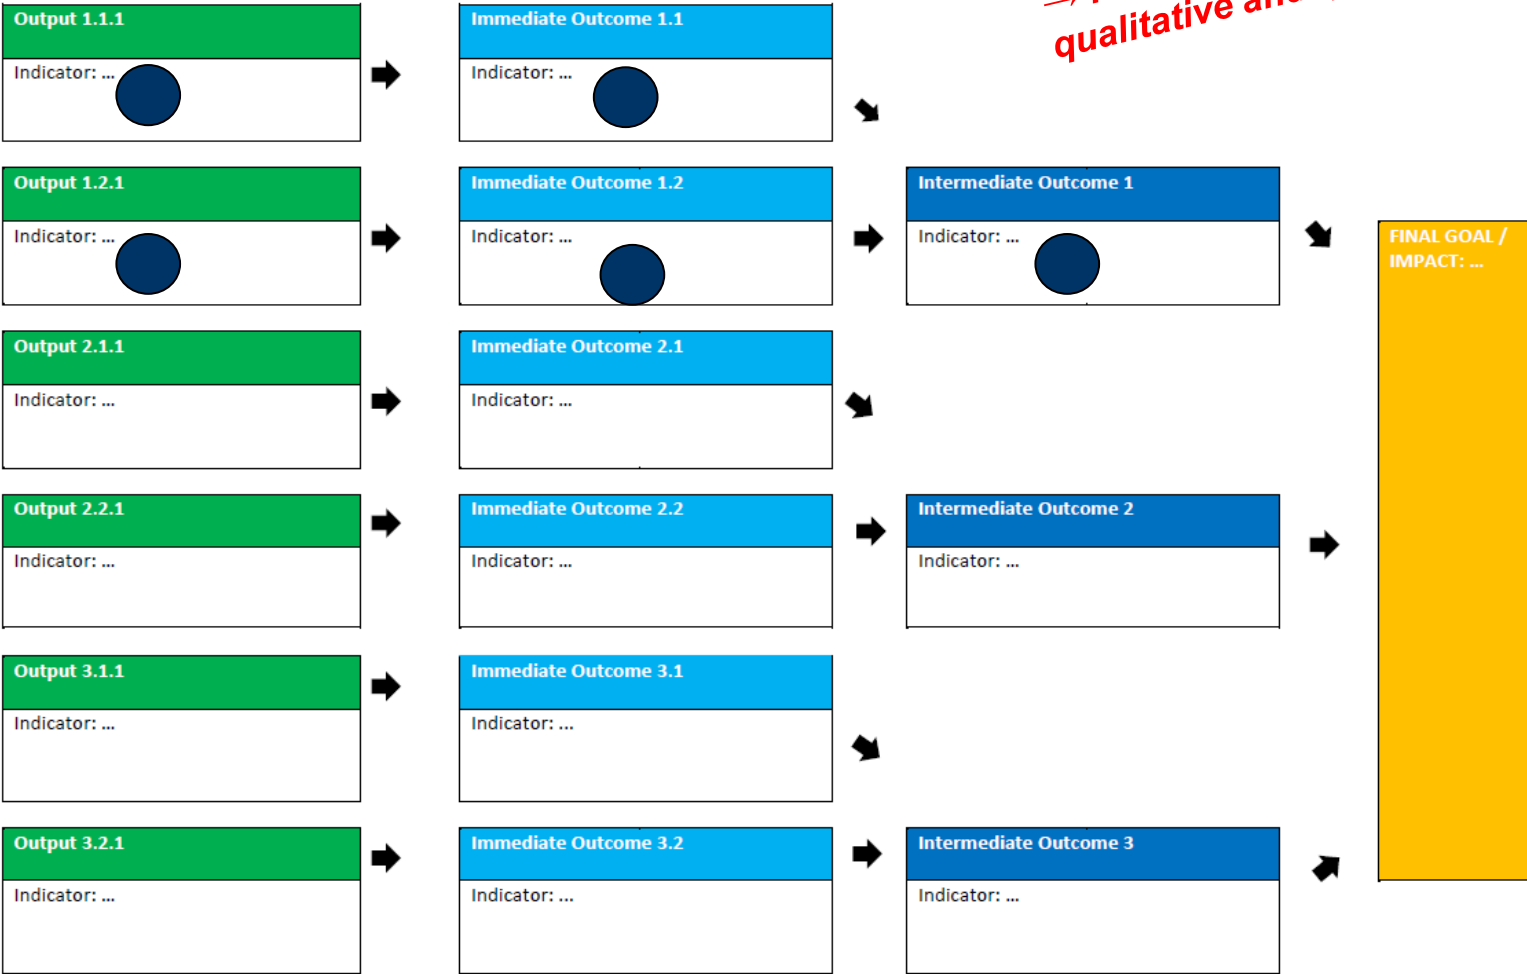 Output 1.1.1
Indicator: ...
Immediate Outcome 1.1
Indicator: ...
qualitative
Output 1.2.1
Indicator: ...
Immediate Outcome 1.2
Indicator: ...
Intermediate Outcome 1
Indicator: ...
FINAL GOAL /
IMPACT: ...
Output 2.1.1
Indicator: ...
Immediate Outcome 2.1
Indicator: ...
Output 2.2.1
Indicator: ...
Immediate Outcome 2.2
Indicator: ...
Intermediate Outcome 2
Indicator: ...
Output 3.1.1
Indicator: ...
Immediate Outcome 3.1
Indicator: ...
Output 3.2.1
Indicator: ...
Immediate Outcome 3.2
Indicator: ...
Intermediate Outcome 3
Indicator: ...